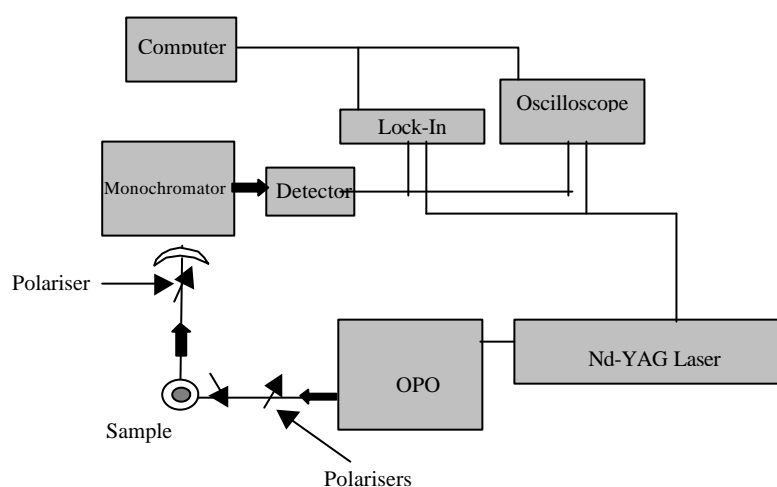 Computer
Oscilloscope
Lock-In
Monochromator
Detector
Polariser
OPO
Nd-YAG Laser
Sample
Polarisers